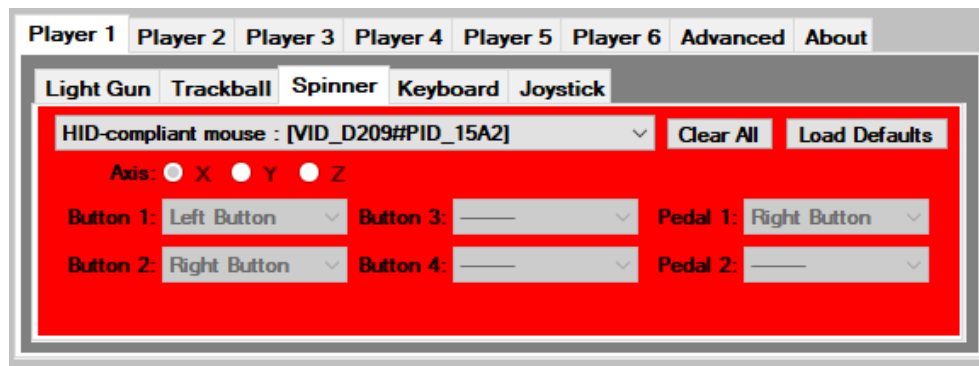 Player 1 Player 2 Player 3 Player 4 Player 5 Player 6 Advanced About
Light Gun Trackball Spinner Keyboard Joystick
HID-compliant mouse : [VID_D209#PID_15A2] Clear All Load Defaults
Axis: X Y Z
Button 1: Left Button Button 3: ——— Pedal 1: Right Button
Button 2: Right Button Button 4: ——— Pedal 2: ———